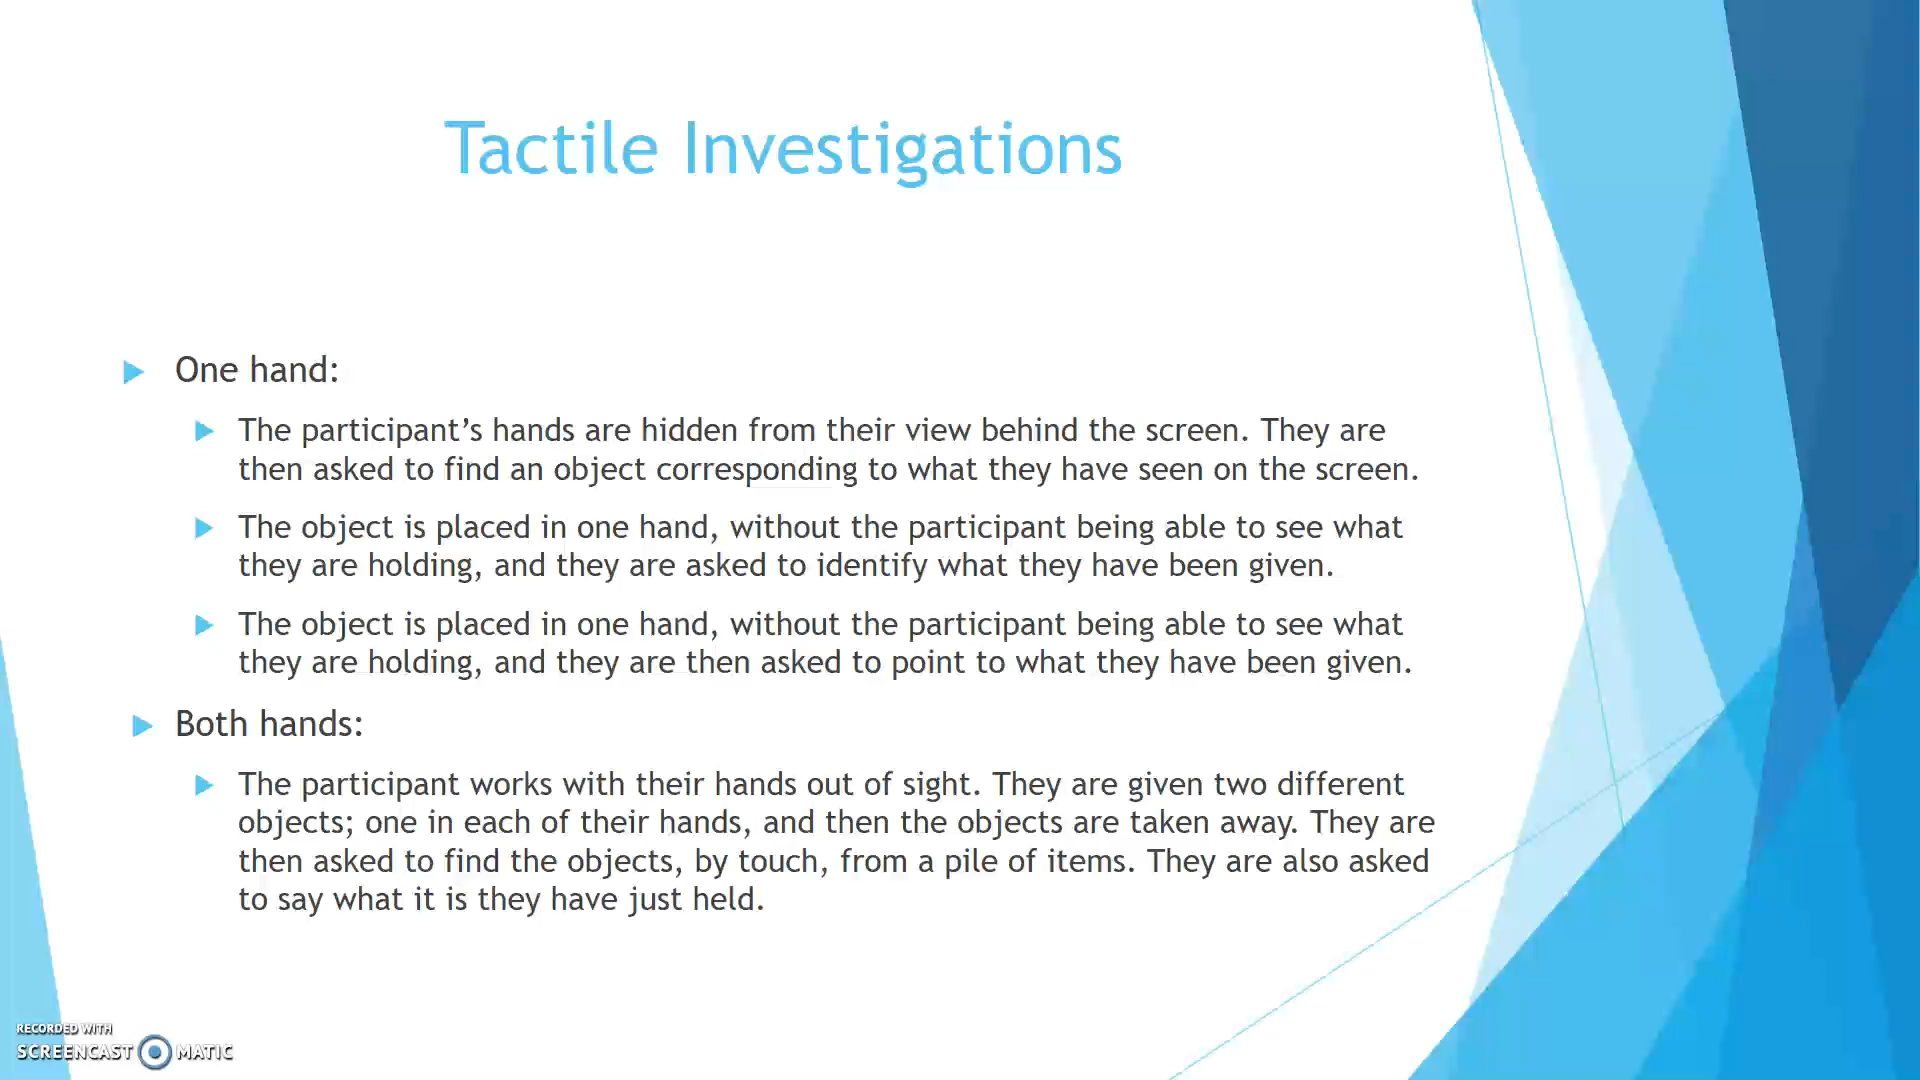 Tactile Investigations
One hand:
The participant’s hands are hidden from their view behind the screen. They are
then asked to find an object corresponding to what they have seen on the screen.
The object is placed in one hand, without the participant being able to see what
they are holding, and they are asked to identify what they have been given.
The object is placed in one hand, without the participant being able to see what
they are holding, and they are then asked to point to what they have been given.
Both hands:
The participant works with their hands out of sight. They are given two different
objects; one in each of their hands, and then the objects are taken away. They are
then asked to find the objects, by touch, from a pile of items. They are also asked
to say what it is they have just held.
RECORDED WITH
SCREENCAST MATIC